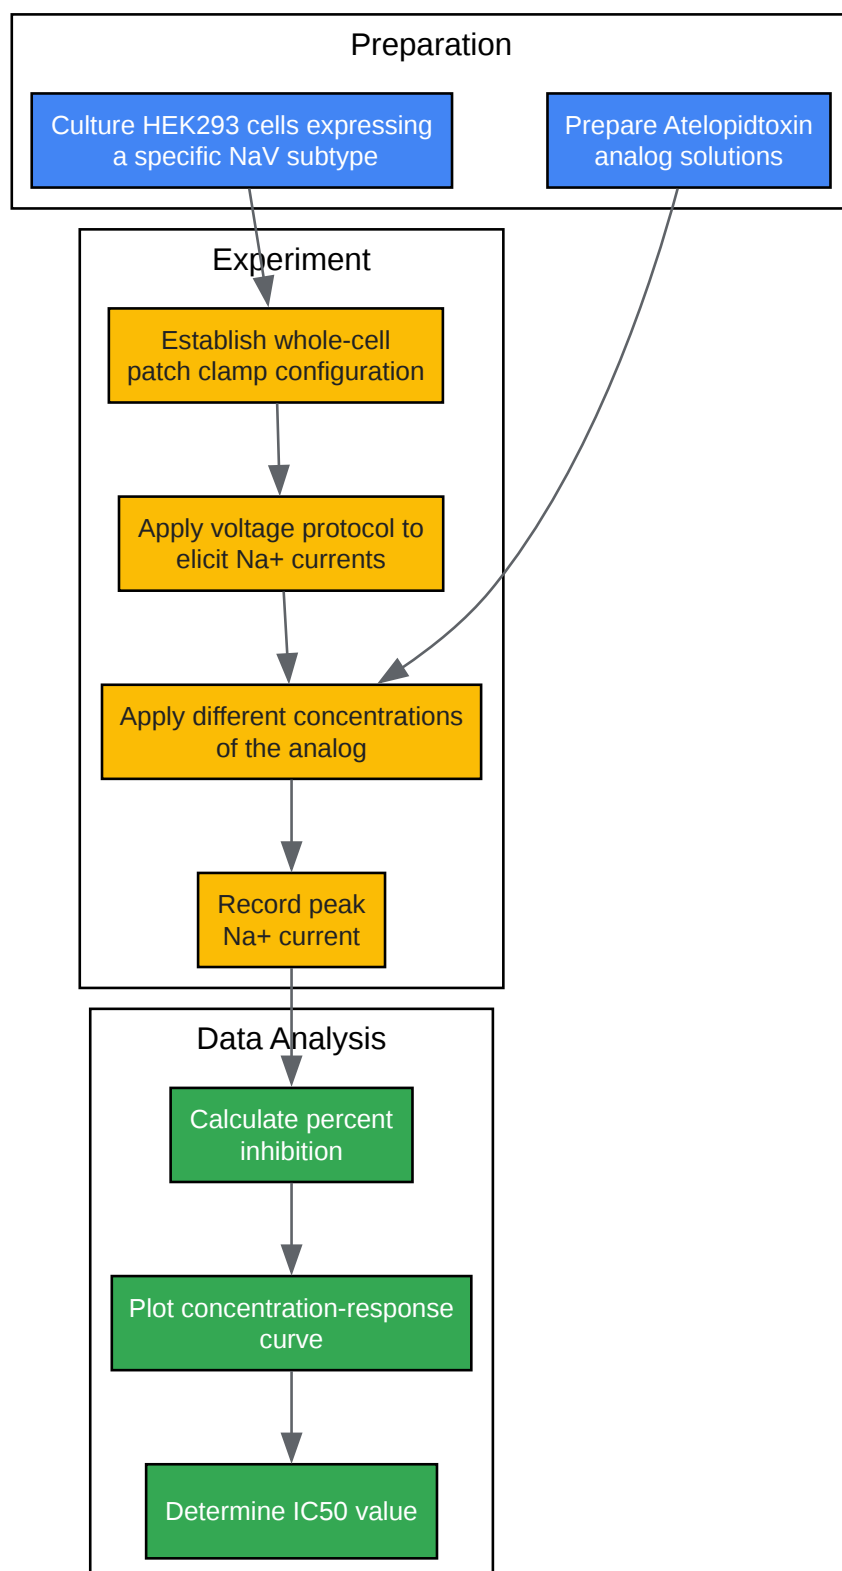 Preparation
Culture HEK293 cells expressing
a specific NaV subtype
Prepare Atelopidtoxin
analog solutions
Experiment
Establish whole-cell
patch clamp configuration
Apply voltage protocol to
elicit Na+ currents
Apply different concentrations
of the analog
Record peak
Na+ current
Data Analysis
Calculate percent
inhibition
Plot concentration-response
curve
Determine IC50 value